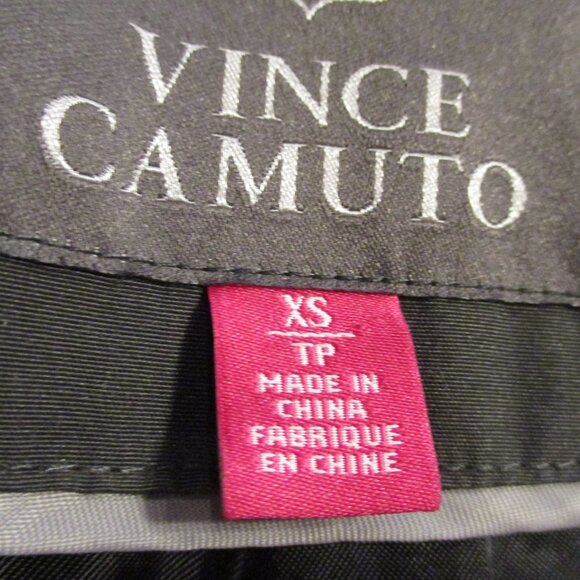 VINCE
CAMUTO
XS
TP
MADE IN
CHINA
FABRIQUE
EN CHINE